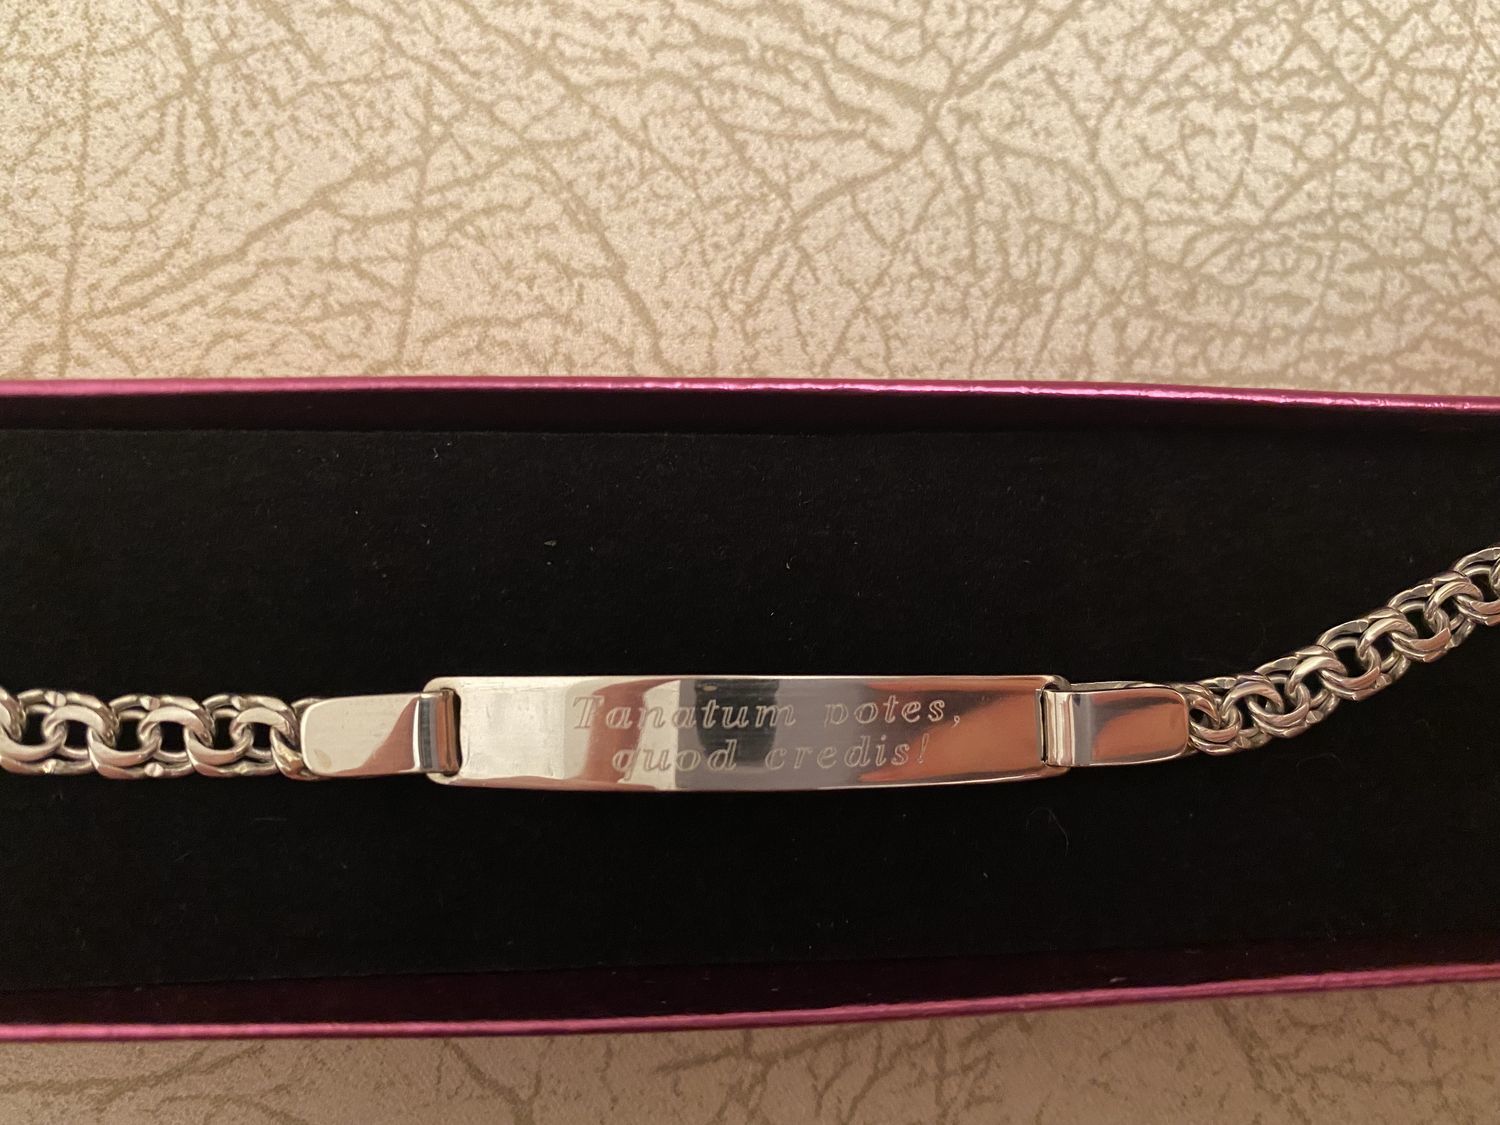 Tanatum potes,
quod credis!